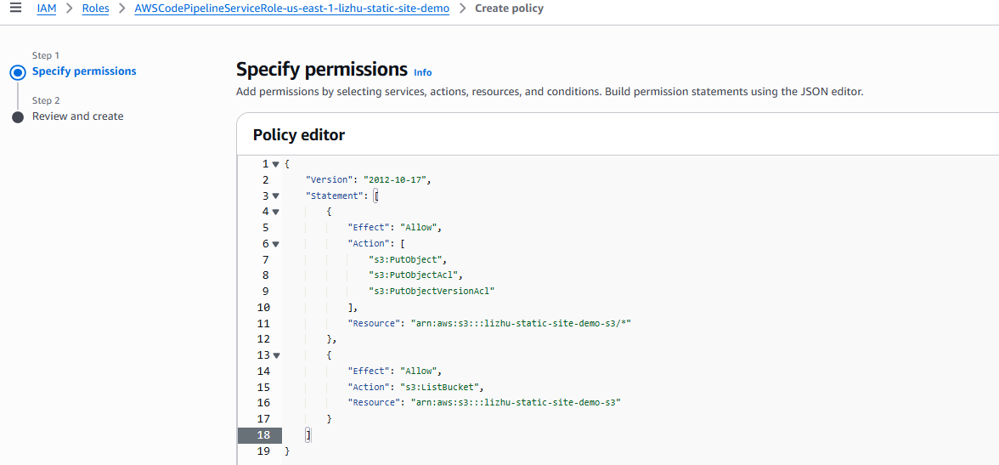 IAM > Roles > AWSCodePipelineServiceRole-us-east-1-lizhu-static-site-demo > Create policy
Step 1
Specify permissions
Step 2
Review and create
Specify permissions Info
Add permissions by selecting services, actions, resources, and conditions. Build permission statements using the JSON editor.
Policy editor
1 {
2 "Version": "2012-10-17",
3 "Statement": [
4 {
5 "Effect": "Allow",
6 "Action": [
7 "s3:PutObject",
8 "s3:PutObjectAcl",
9 "s3:PutObjectVersionAcl"
10 ],
11 "Resource": "arn:aws:s3:::lizhu-static-site-demo-s3/*"
12 },
13 {
14 "Effect": "Allow",
15 "Action": "s3:ListBucket",
16 "Resource": "arn:aws:s3:::lizhu-static-site-demo-s3"
17 }
18 ]
19 }